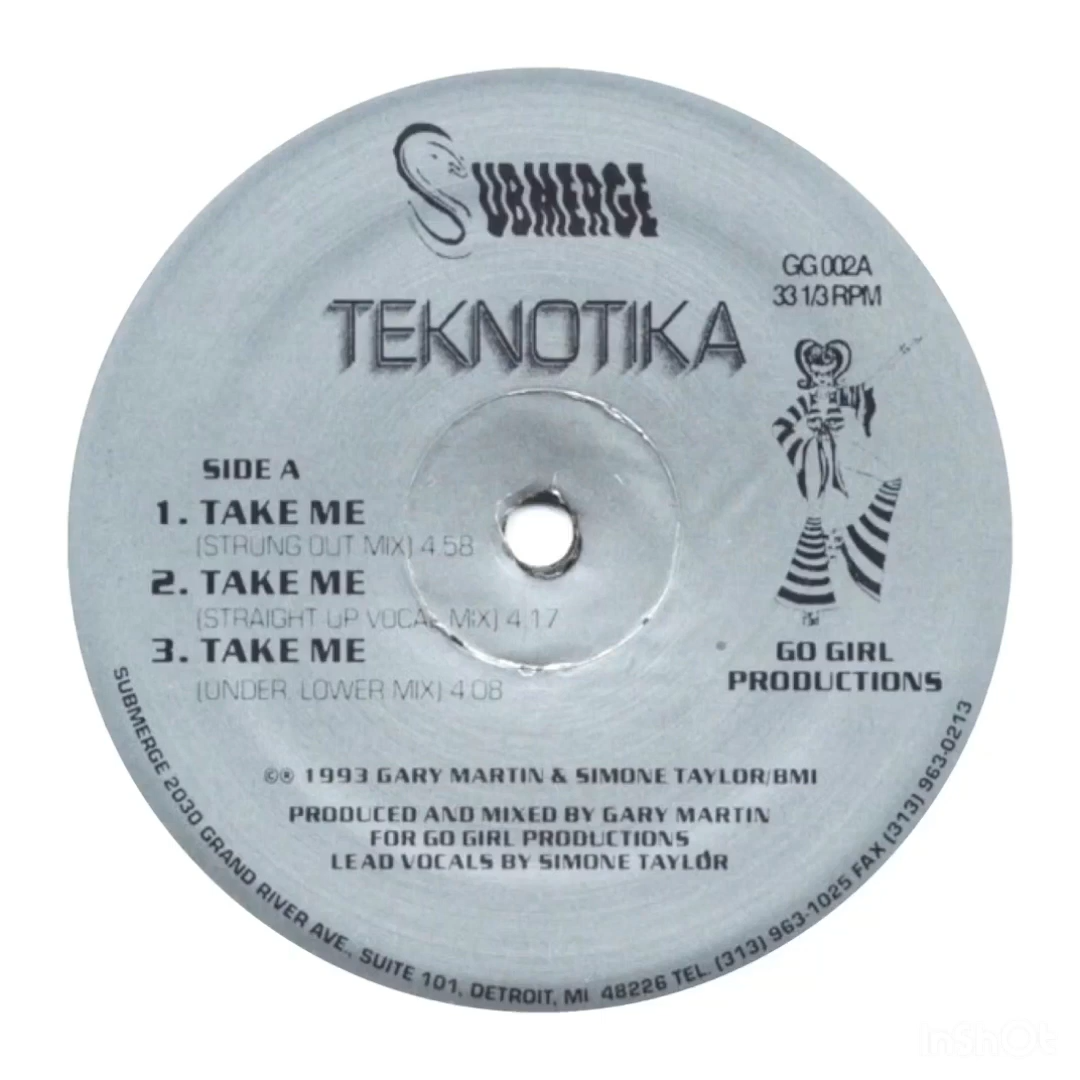 SUBMERGE
GG 002A
33 1/3 RPM
TEKNOTIKA
SIDE A
1. TAKE ME
(STRUNG OUT MIX) 4.58
2. TAKE ME
(STRAIGHT UP VOCAL MIX) 4.17
3. TAKE ME
(UNDER LOWER MIX) 4.08
GO GIRL
PRODUCTIONS
©® 1993 GARY MARTIN & SIMONE TAYLOR/BMI
PRODUCED AND MIXED BY GARY MARTIN
FOR GO GIRL PRODUCTIONS
LEAD VOCALS BY SIMONE TAYLOR
SUBMERGE 2030 GRAND RIVER AVE., SUITE 101, DETROIT, MI 48226 TEL. (313) 963-1025 FAX (313) 963-0213
InShOt